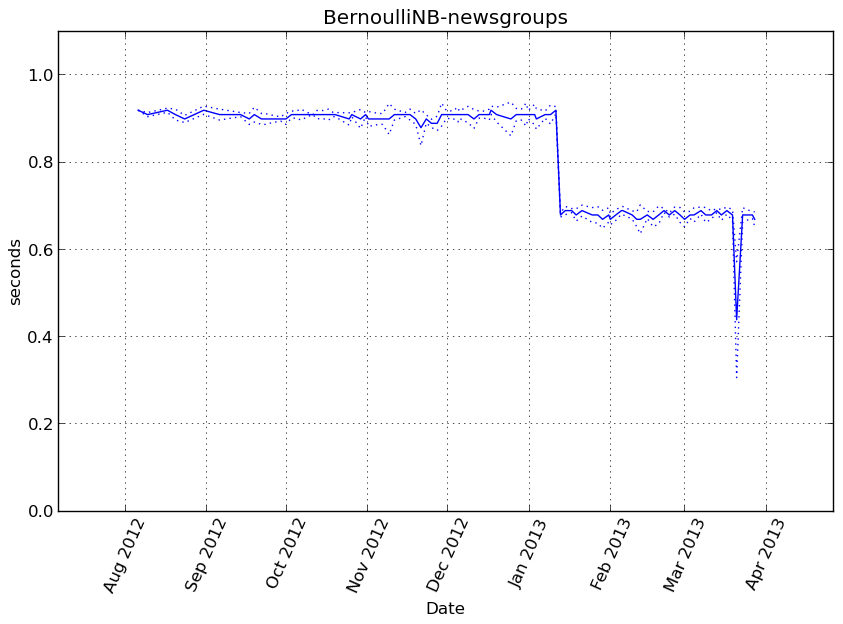 BernoulliNB-newsgroups
1.0
0.8
0.6
0.4
0.2
0.0
seconds
Aug 2012
Sep 2012
Oct 2012
Nov 2012
Dec 2012
Jan 2013
Feb 2013
Mar 2013
Apr 2013
Date